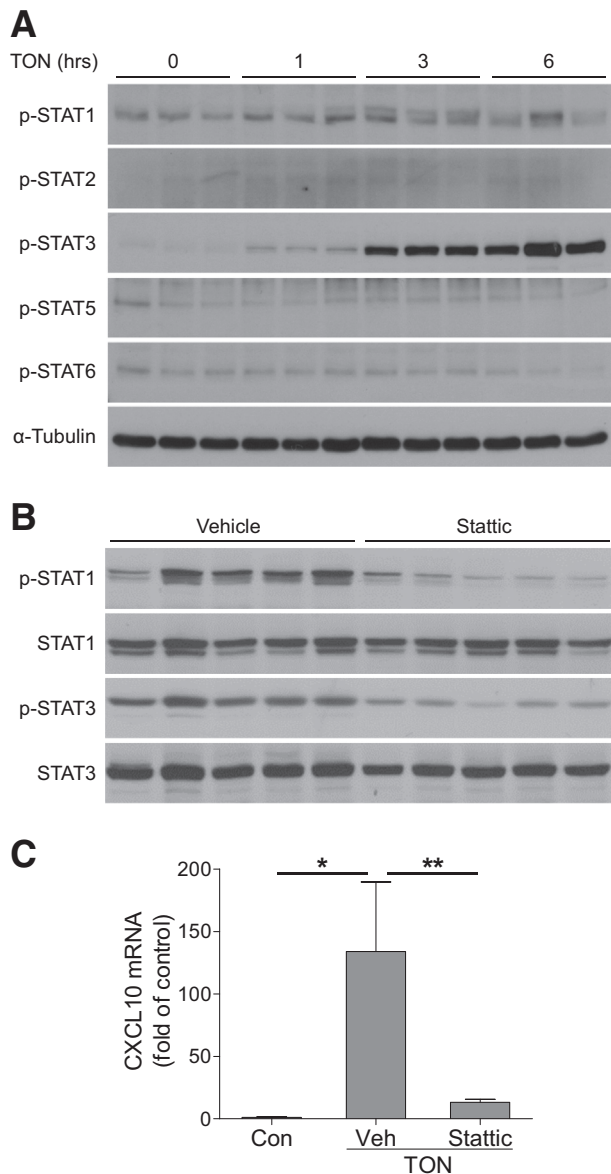 A
TON (hrs) 0 1 3 6
p-STAT1
p-STAT2
p-STAT3
p-STAT5
p-STAT6
α-Tubulin
B
Vehicle Stattic
p-STAT1
STAT1
p-STAT3
STAT3
C
CXCL10 mRNA
(fold of control)
200
150
100
50
0
* **
Con Veh Stattic
TON